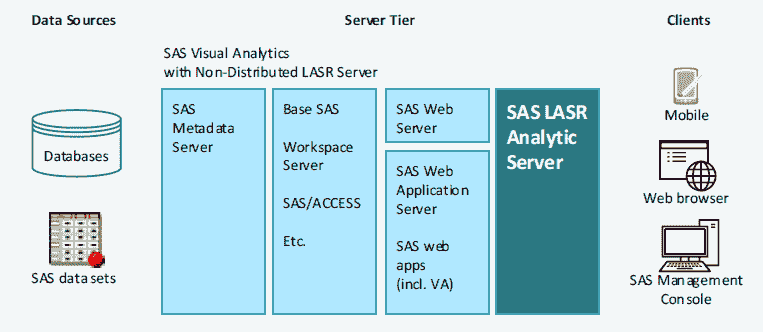 Data Sources
Server Tier
Clients
SAS Visual Analytics
with Non-Distributed LASR Server
Databases
SAS data sets
SAS
Metadata
Server
Base SAS
Workspace
Server
SAS/ACCESS
Etc.
SAS Web
Server
SAS Web
Application
Server
SAS web
apps
(incl. VA)
SAS LASR
Analytic
Server
Mobile
Web browser
SAS Management
Console